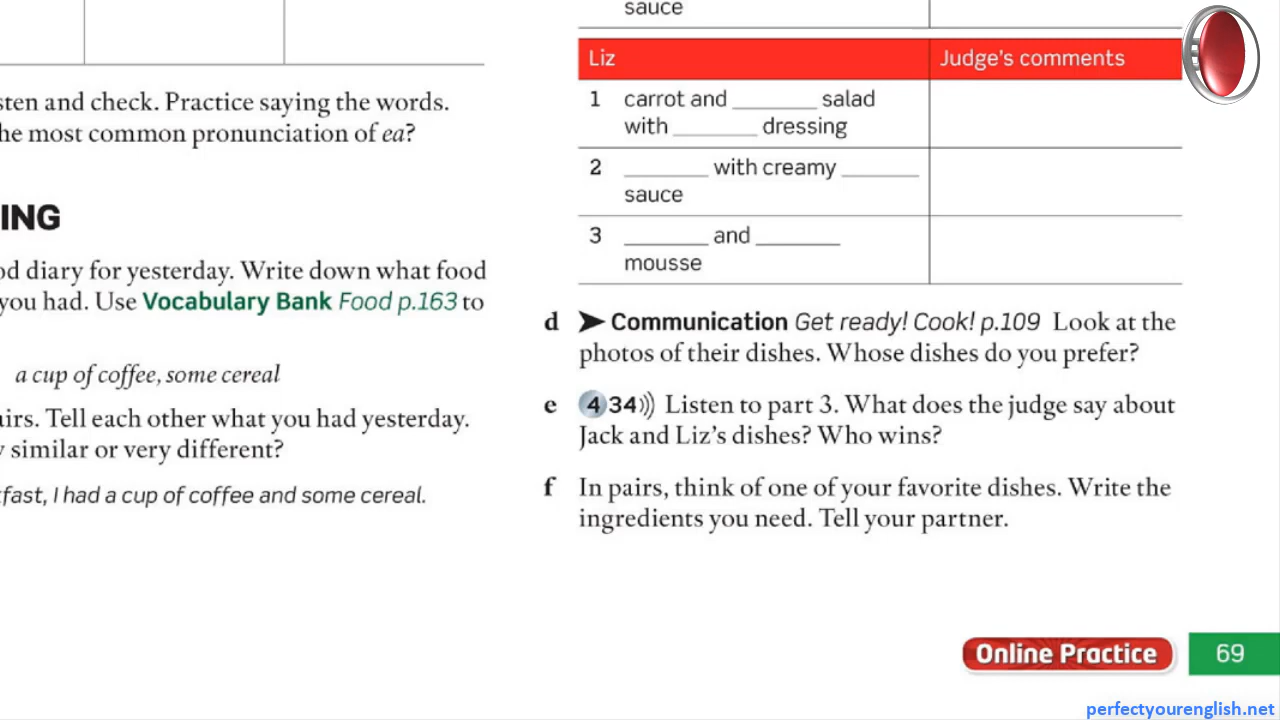 sten and check. Practice saying the words.
he most common pronunciation of ea?
ING
od diary for yesterday. Write down what food
you had. Use Vocabulary Bank Food p.163 to
a cup of coffee, some cereal
airs. Tell each other what you had yesterday.
y similar or very different?
fast, I had a cup of coffee and some cereal.
sauce
Liz Judge's comments
1 carrot and ________ salad
with ________ dressing
2 ________ with creamy ________
sauce
3 ________ and ________
mousse
d ➤ Communication Get ready! Cook! p.109 Look at the
photos of their dishes. Whose dishes do you prefer?
e 4 34))) Listen to part 3. What does the judge say about
Jack and Liz's dishes? Who wins?
f In pairs, think of one of your favorite dishes. Write the
ingredients you need. Tell your partner.
Online Practice 69
perfectyourenglish.net